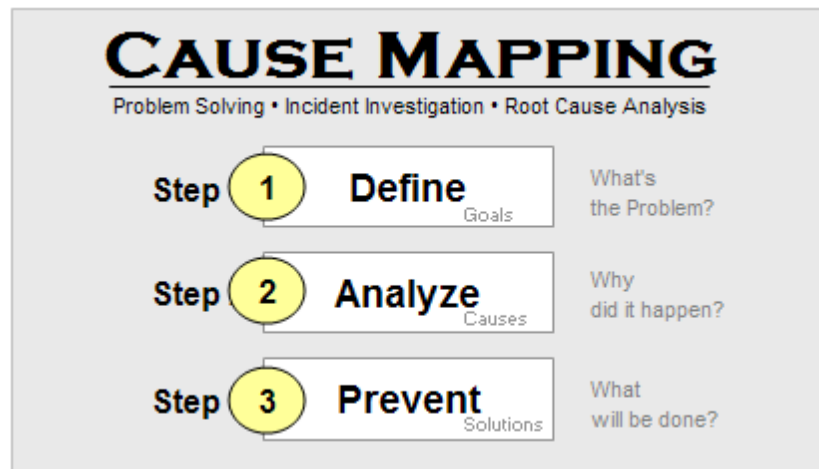 CAUSE MAPPING
Problem Solving • Incident Investigation • Root Cause Analysis
Step 1 Define Goals What's
the Problem?
Step 2 Analyze Causes Why
did it happen?
Step 3 Prevent Solutions What
will be done?